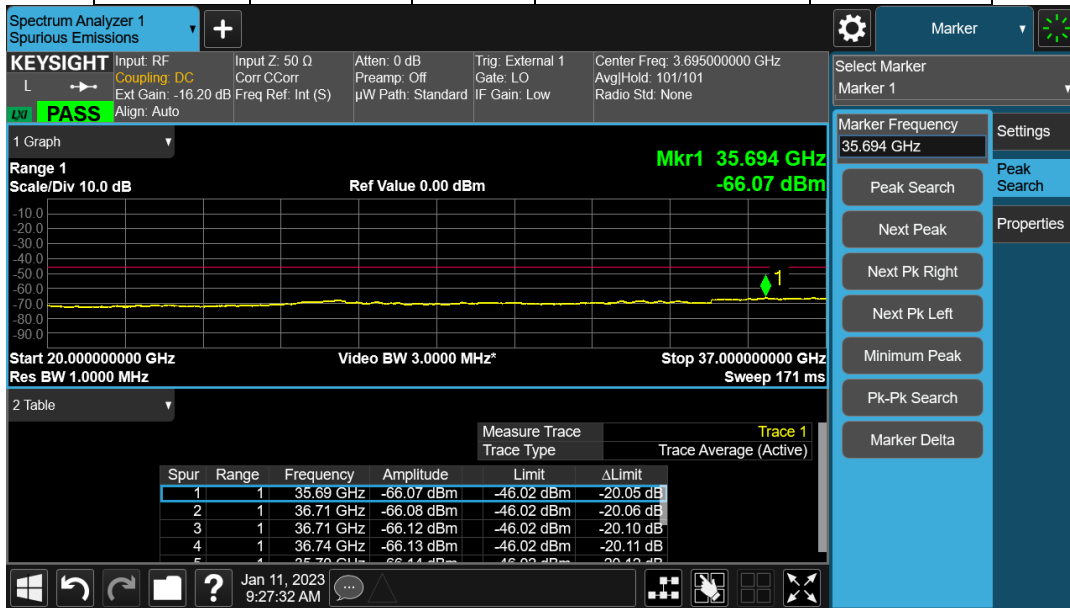 Spectrum Analyzer 1
Spurious Emissions
+
Marker
KEYSIGHT
L
LXI PASS
Input: RF
Coupling: DC
Ext Gain: -16.20 dB
Align: Auto
Input Z: 50 Ω
Corr CCorr
Freq Ref: Int (S)
Atten: 0 dB
Preamp: Off
µW Path: Standard
Trig: External 1
Gate: LO
IF Gain: Low
Center Freq: 3.695000000 GHz
Avg|Hold: 101/101
Radio Std: None
Select Marker
Marker 1
1 Graph
Range 1
Scale/Div 10.0 dB
Ref Value 0.00 dBm
Mkr1 35.694 GHz
-66.07 dBm
-10.0
-20.0
-30.0
-40.0
-50.0
-60.0
-70.0
-80.0
-90.0
1
Start 20.000000000 GHz
Video BW 3.0000 MHz*
Stop 37.000000000 GHz
Res BW 1.0000 MHz
Sweep 171 ms
2 Table
Measure Trace Trace 1
Trace Type Trace Average (Active)
Spur Range Frequency Amplitude Limit ΔLimit
1 1 35.69 GHz -66.07 dBm -46.02 dBm -20.05 dB
2 1 36.71 GHz -66.08 dBm -46.02 dBm -20.06 dB
3 1 36.71 GHz -66.12 dBm -46.02 dBm -20.10 dB
4 1 36.74 GHz -66.13 dBm -46.02 dBm -20.11 dB
Marker Frequency
35.694 GHz
Peak Search
Next Peak
Next Pk Right
Next Pk Left
Minimum Peak
Pk-Pk Search
Marker Delta
Settings
Peak
Search
Properties
?
Jan 11, 2023
9:27:32 AM